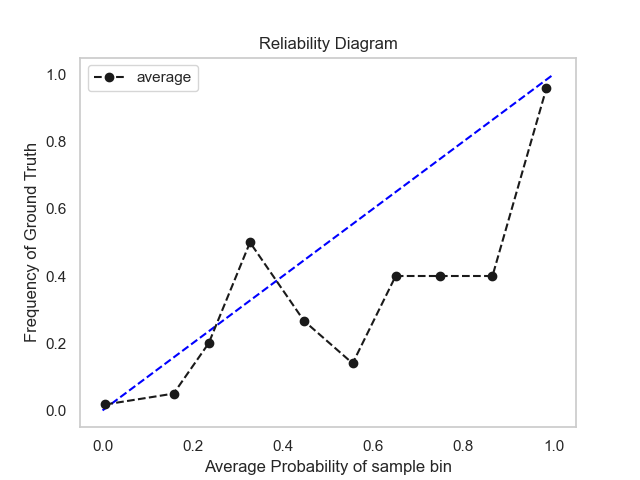 Reliability Diagram
average
1.0
0.8
0.6
0.4
0.2
0.0
Frequency of Ground Truth
0.0 0.2 0.4 0.6 0.8 1.0
Average Probability of sample bin